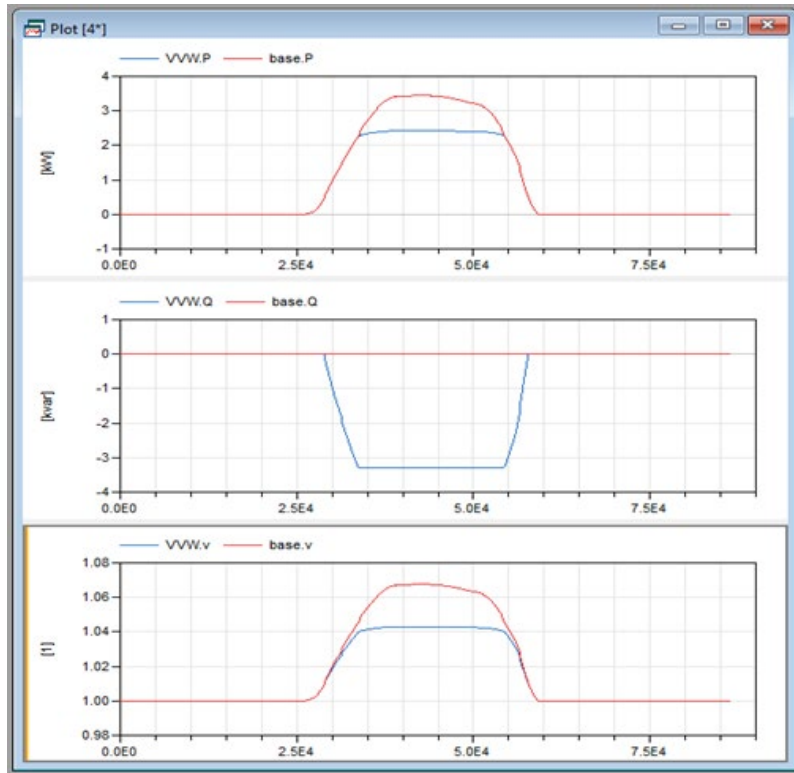 Plot [4*]
VVW.P base.P
4
3
2
1
0
-1
[kW]
0.0E0 2.5E4 5.0E4 7.5E4
VVW.Q base.Q
1
0
-1
-2
-3
-4
[kvar]
0.0E0 2.5E4 5.0E4 7.5E4
VVW.v base.v
1.08
1.06
1.04
1.02
1.00
0.98
[1]
0.0E0 2.5E4 5.0E4 7.5E4